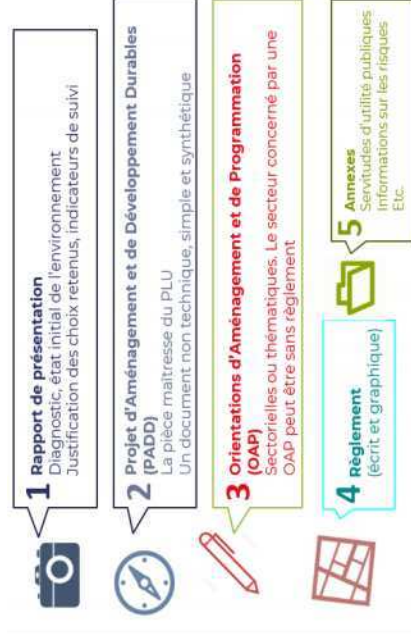 1 Rapport de présentation
Diagnostic, état initial de l'environnement
Justification des choix retenus, indicateurs de suivi
2 Projet d'Aménagement et de Développement Durables
(PADD)
La pièce maîtresse du PLU
Un document non technique, simple et synthétique
3 Orientations d'Aménagement et de Programmation
(OAP)
Sectorielles ou thématiques. Le secteur concerné par une
OAP peut être sans règlement
4 Règlement
(écrit et graphique)
5 Annexes
Servitudes d'utilité publiques
Informations sur les risques
Etc.